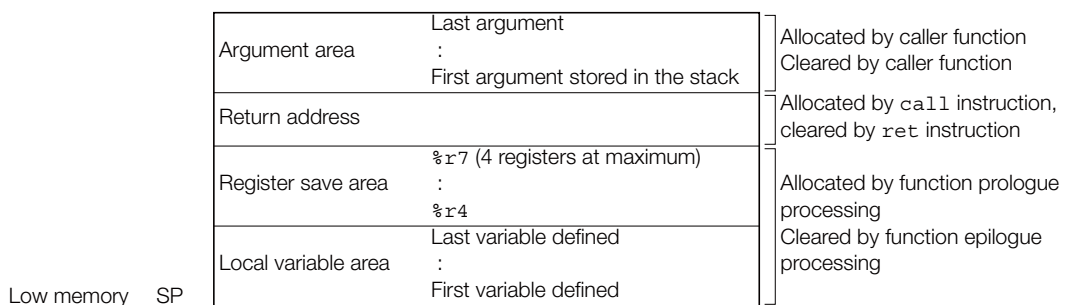 Argument area
Last argument
:
First argument stored in the stack
Allocated by caller function
Cleared by caller function
Return address
Allocated by call instruction,
cleared by ret instruction
Register save area
%r7 (4 registers at maximum)
:
%r4
Local variable area
Last variable defined
:
First variable defined
Allocated by function prologue
processing
Cleared by function epilogue
processing
Low memory SP